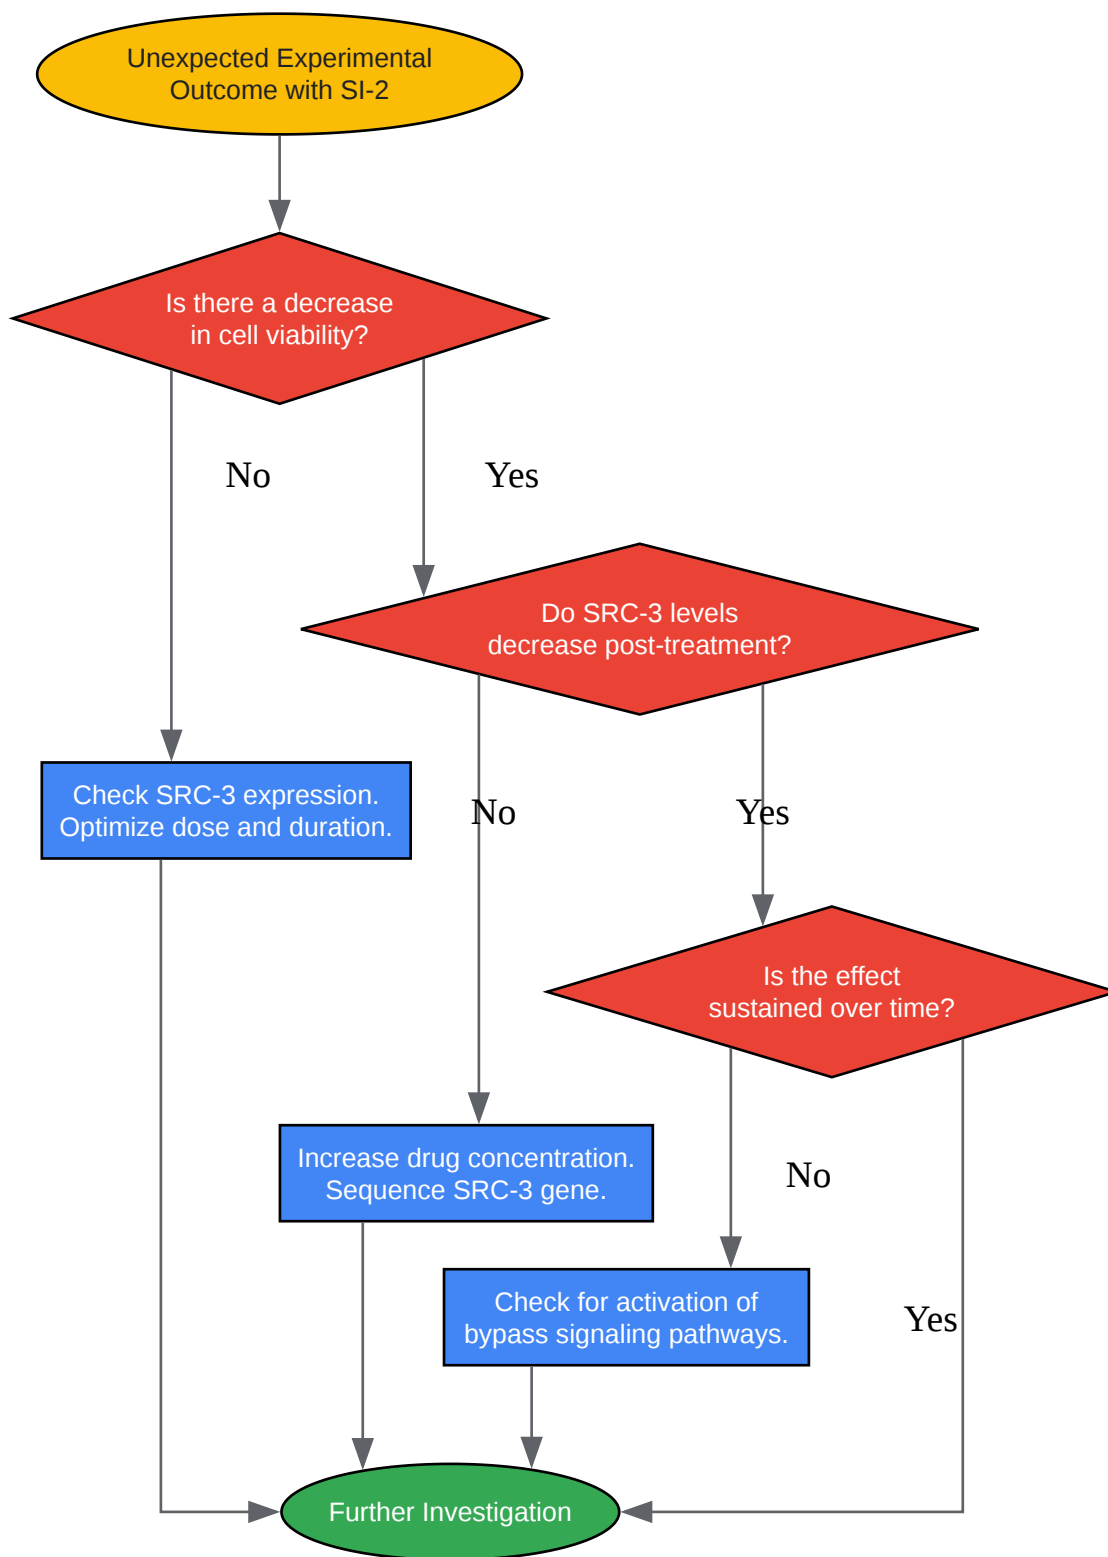 Unexpected Experimental
Outcome with SI-2
Is there a decrease
in cell viability?
No
Yes
Do SRC-3 levels
decrease post-treatment?
Check SRC-3 expression.
Optimize dose and duration.
No
Yes
Is the effect
sustained over time?
Increase drug concentration.
Sequence SRC-3 gene.
No
Check for activation of
bypass signaling pathways.
Yes
Further Investigation